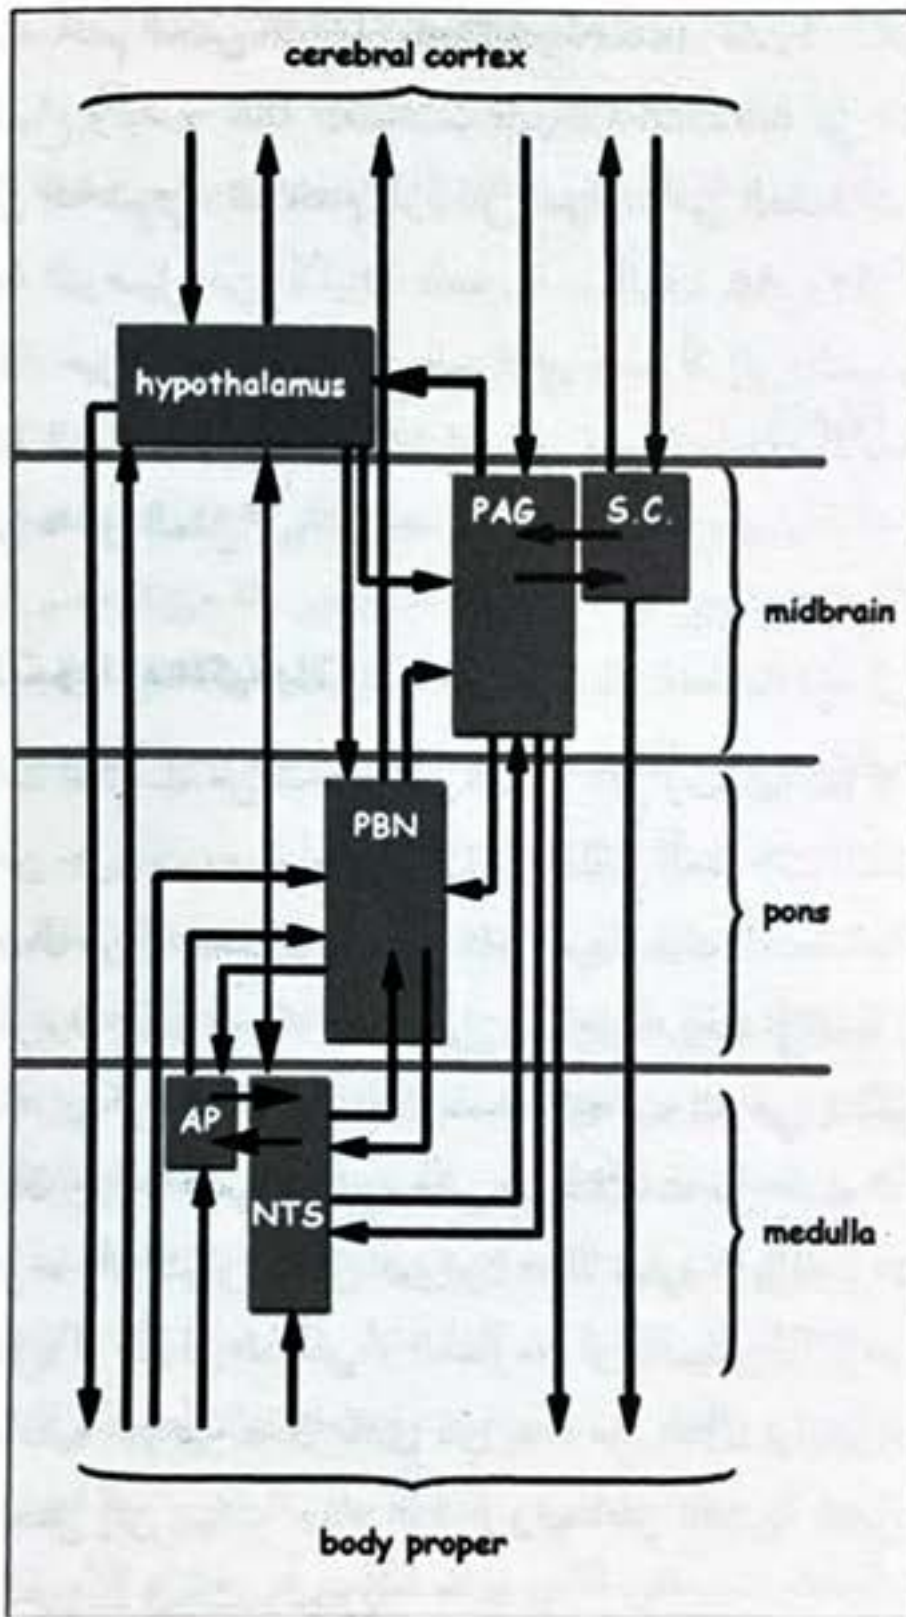 cerebral cortex
hypothalamus
PAG
S.C.
midbrain
PBN
pons
AP
NTS
medulla
body proper